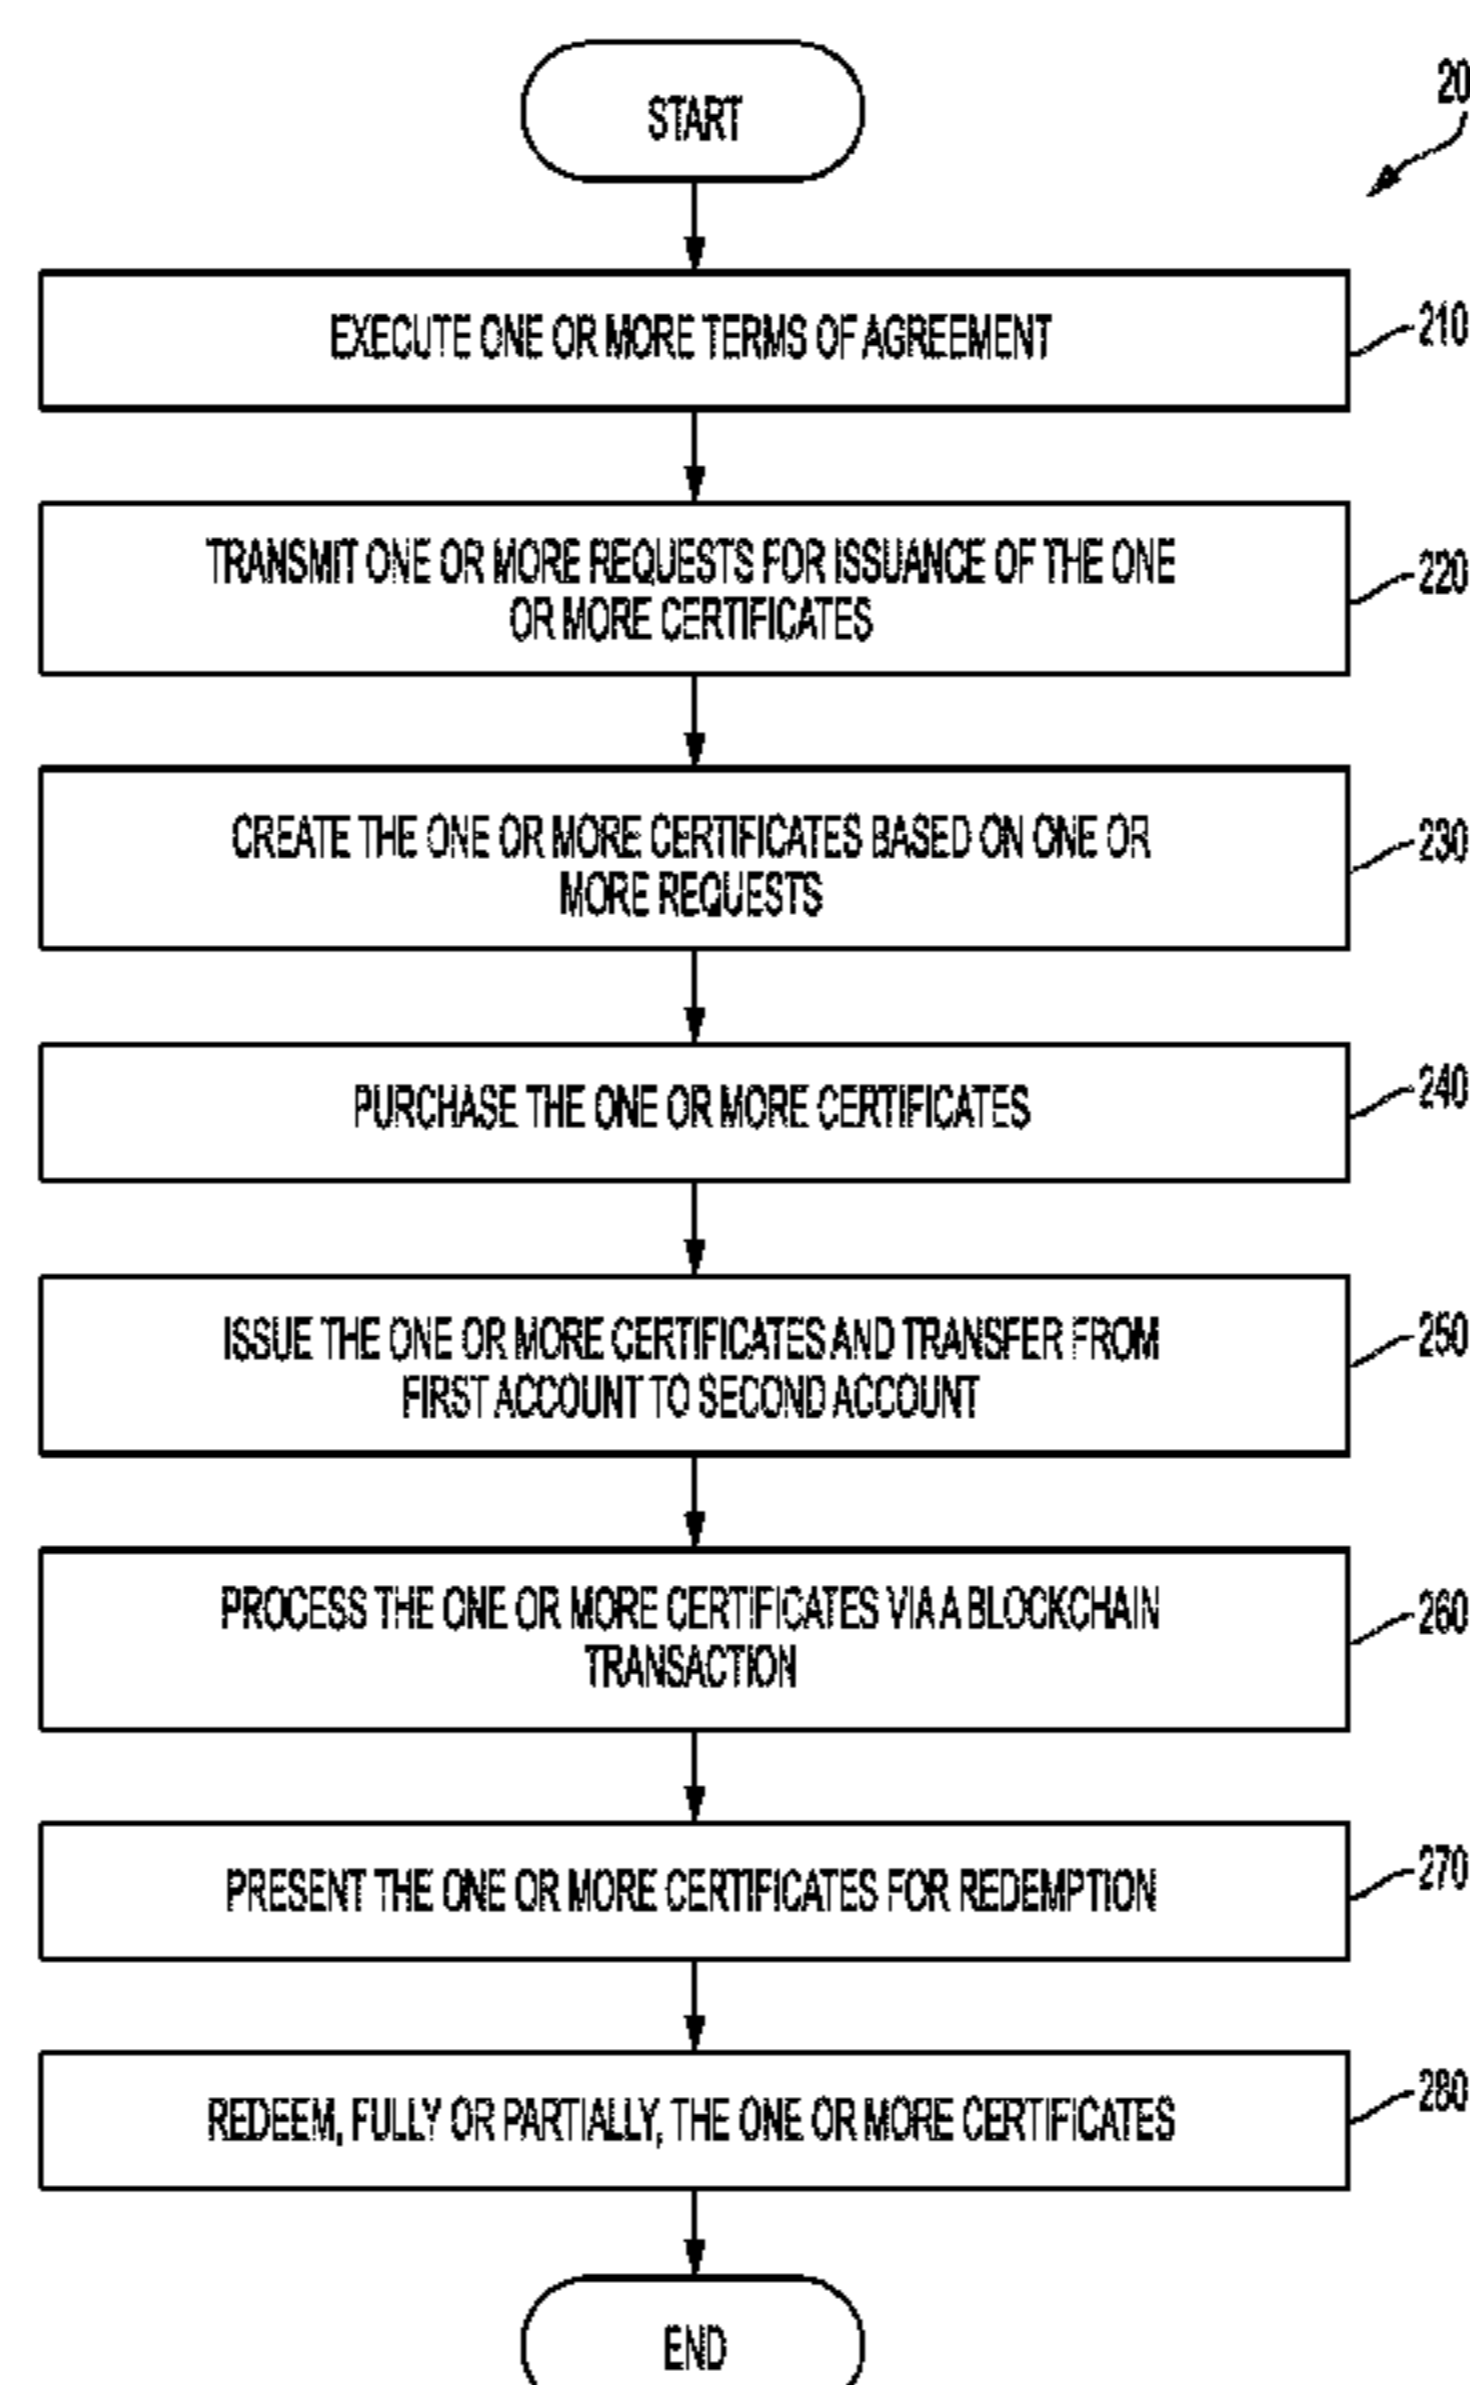 START
20
EXECUTE ONE OR MORE TERMS OF AGREEMENT
210
TRANSMIT ONE OR MORE REQUESTS FOR ISSUANCE OF THE ONE
OR MORE CERTIFICATES
220
CREATE THE ONE OR MORE CERTIFICATES BASED ON ONE OR
MORE REQUESTS
230
PURCHASE THE ONE OR MORE CERTIFICATES
240
ISSUE THE ONE OR MORE CERTIFICATES AND TRANSFER FROM
FIRST ACCOUNT TO SECOND ACCOUNT
250
PROCESS THE ONE OR MORE CERTIFICATES VIA A BLOCKCHAIN
TRANSACTION
260
PRESENT THE ONE OR MORE CERTIFICATES FOR REDEMPTION
270
REDEEM, FULLY OR PARTIALLY, THE ONE OR MORE CERTIFICATES
280
END